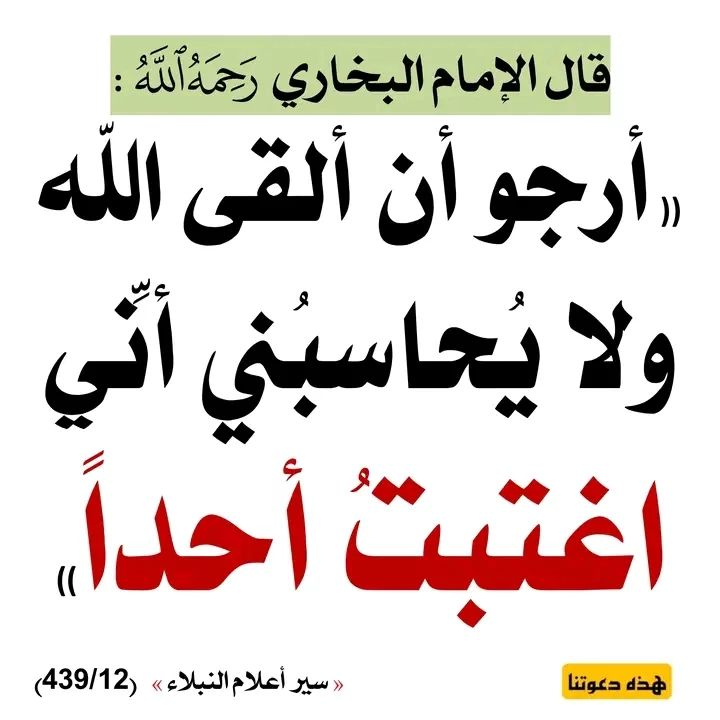 قال الإمام البخاري رَحِمَهُ ٱللَّهُ :
((أرجو أن ألقى اللّه
ولا يُحاسبُني أنِّي
اغتبتُ أحداً))
« سير أعلام النبلاء » (439/12)
هذه دعوتنا